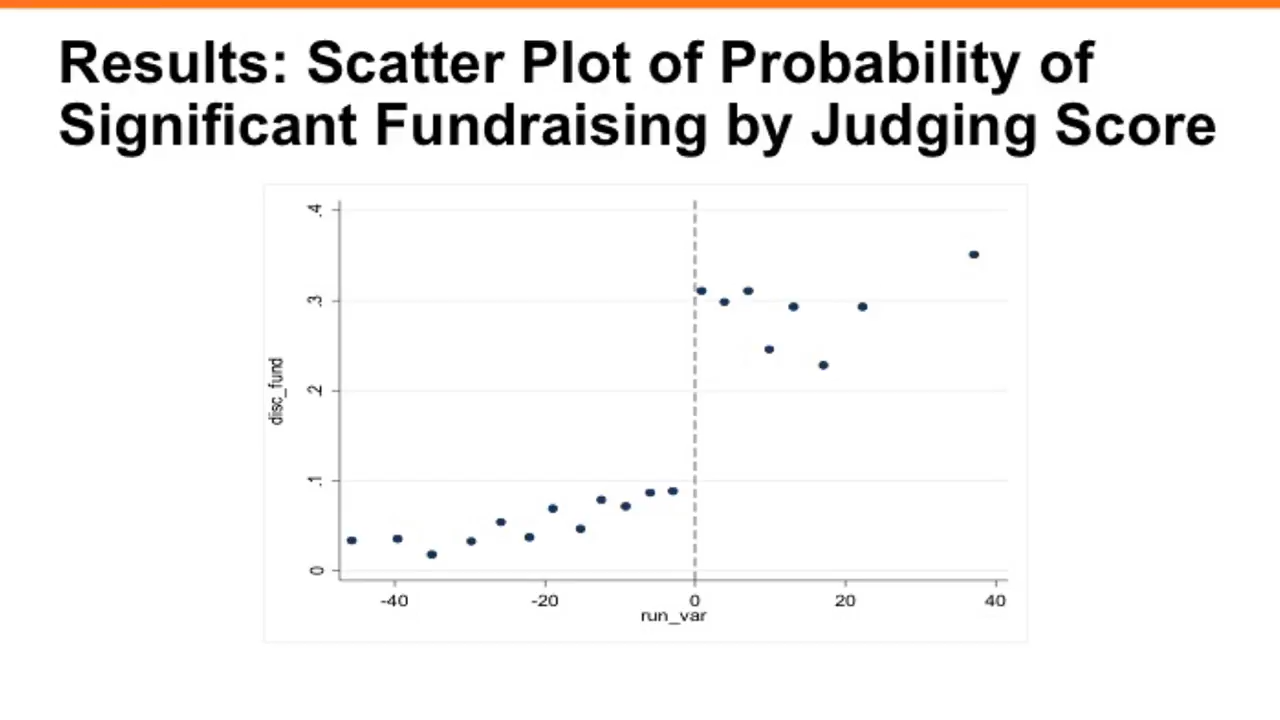 Results: Scatter Plot of Probability of
Significant Fundraising by Judging Score
.4
.3
.2
.1
0
disc_fund
-40
-20
0
20
40
run_var